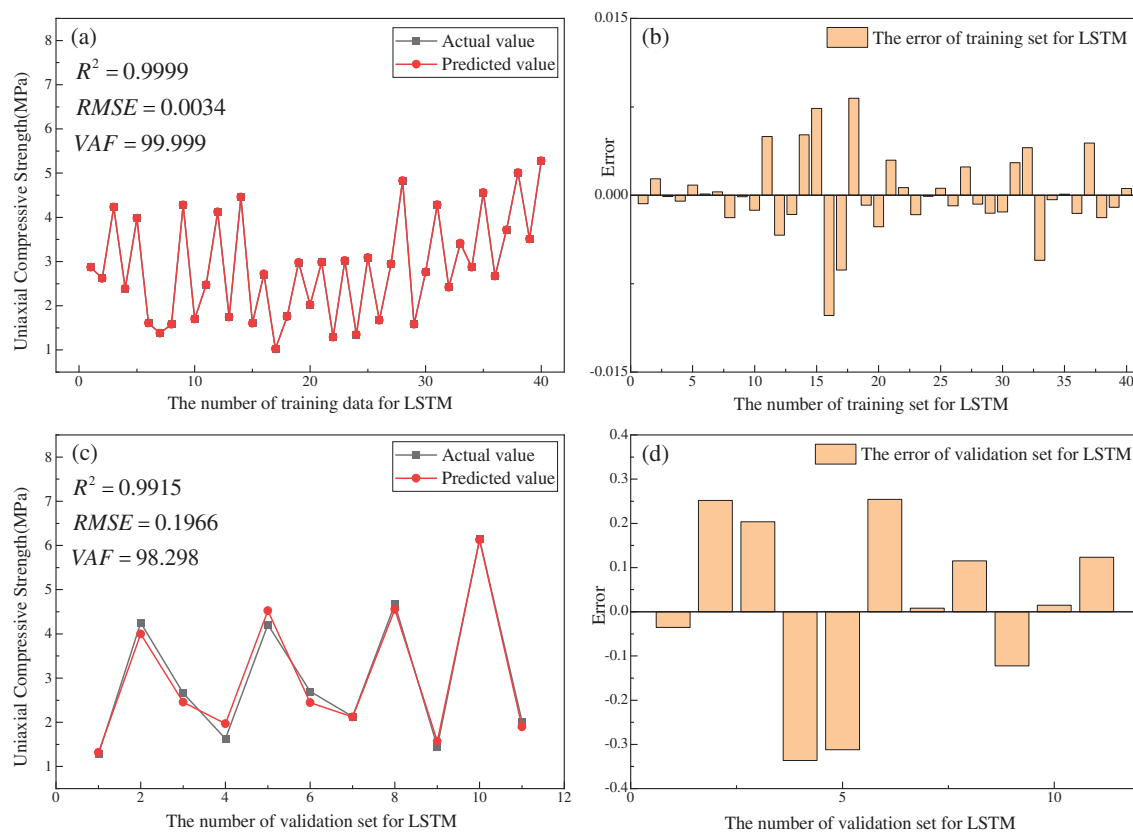 (a)
Actual value
Predicted value
R² = 0.9999
RMSE = 0.0034
VAF = 99.999
Uniaxial Compressive Strength(MPa)
8
7
6
5
4
3
2
1
0 10 20 30 40
The number of training data for LSTM
(b)
The error of training set for LSTM
Error
0.015
0.000
-0.015
0 5 10 15 20 25 30 35 40
The number of training set for LSTM
(c)
Actual value
Predicted value
R² = 0.9915
RMSE = 0.1966
VAF = 98.298
Uniaxial Compressive Strength(MPa)
8
7
6
5
4
3
2
1
0 2 4 6 8 10 12
The number of validation set for LSTM
(d)
The error of validation set for LSTM
Error
0.4
0.3
0.2
0.1
0.0
-0.1
-0.2
-0.3
-0.4
0 5 10
The number of validation set for LSTM